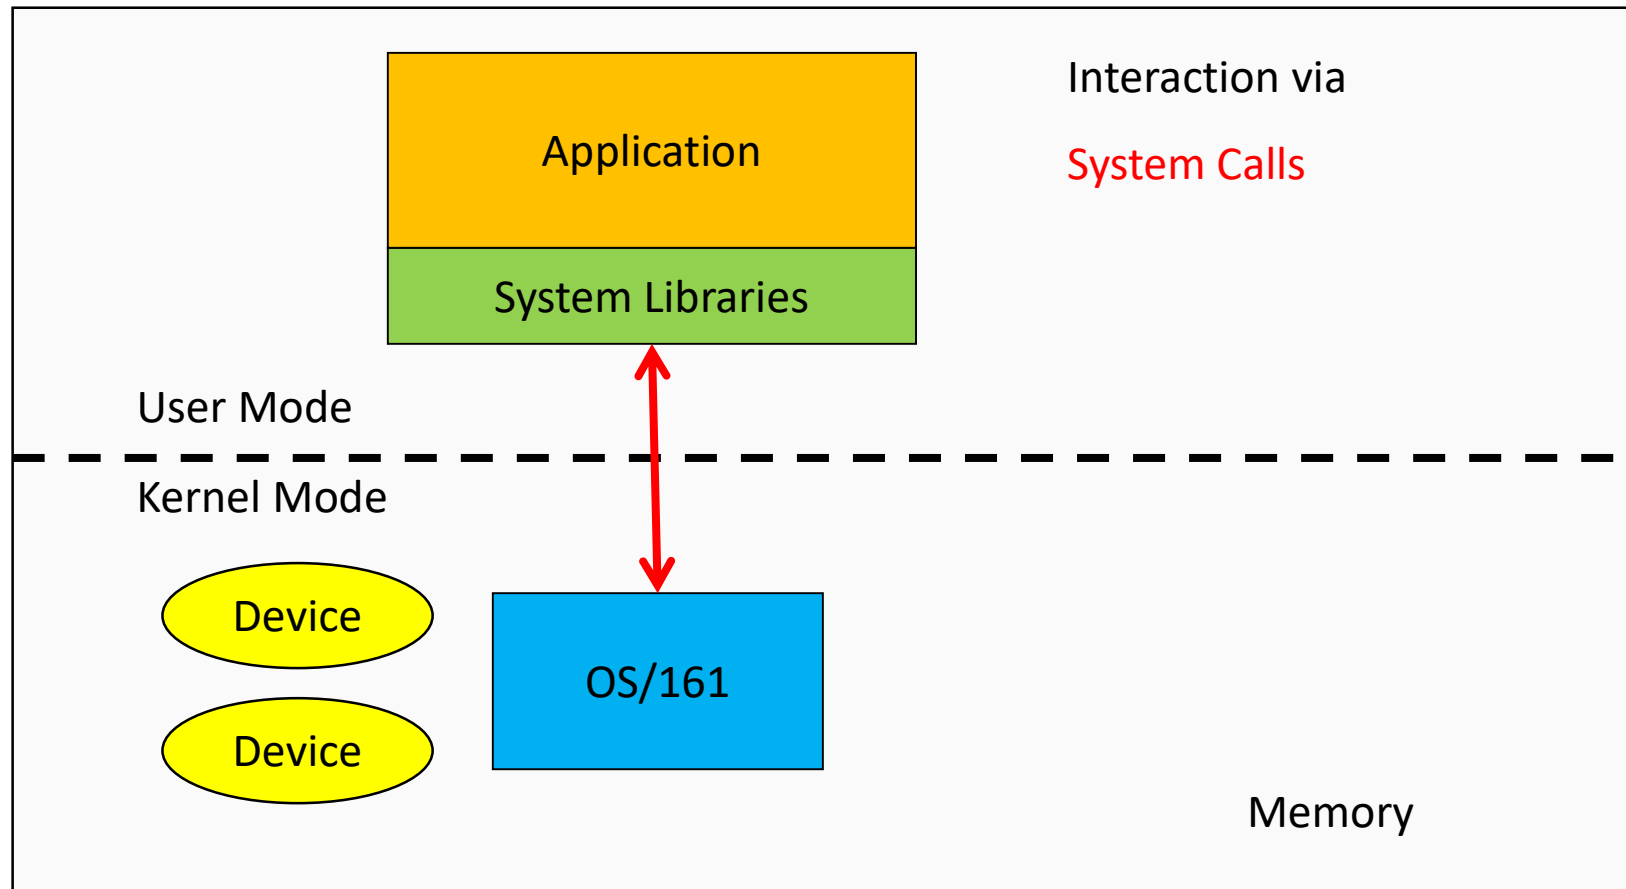 Interaction via
System Calls
Application
System Libraries
User Mode
Kernel Mode
Device
OS/161
Device
Memory